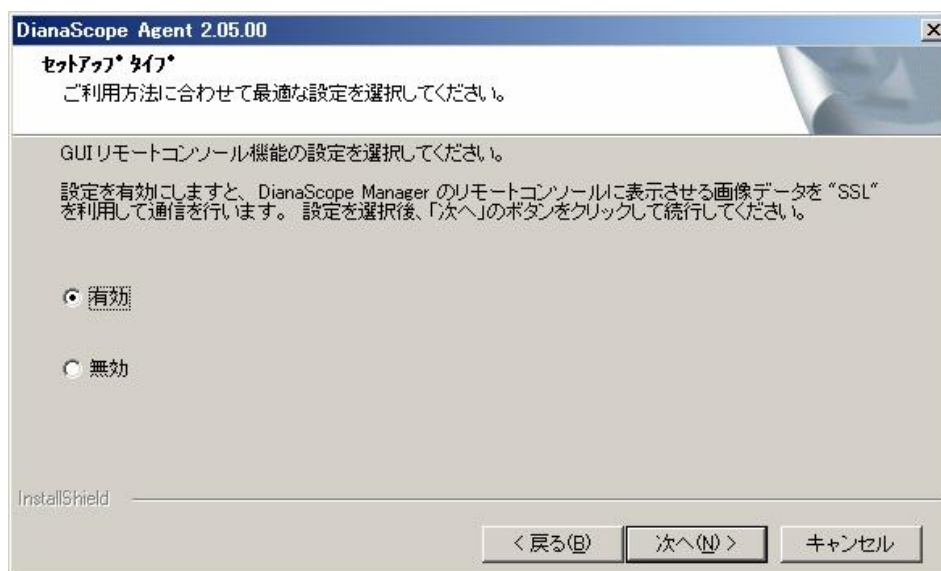 DianaScope Agent 2.05.00
ｾｯﾄｱｯﾌﾟ ﾀｲﾌﾟ
ご利用方法に合わせて最適な設定を選択してください。
GUIリモートコンソール機能の設定を選択してください。
設定を有効にしますと、DianaScope Manager のリモートコンソールに表示させる画像データを “SSL”
を利用して通信を行います。 設定を選択後、「次へ」のボタンをクリックして続行してください。
有効
無効
InstallShield
< 戻る(B)
次へ(N) >
キャンセル